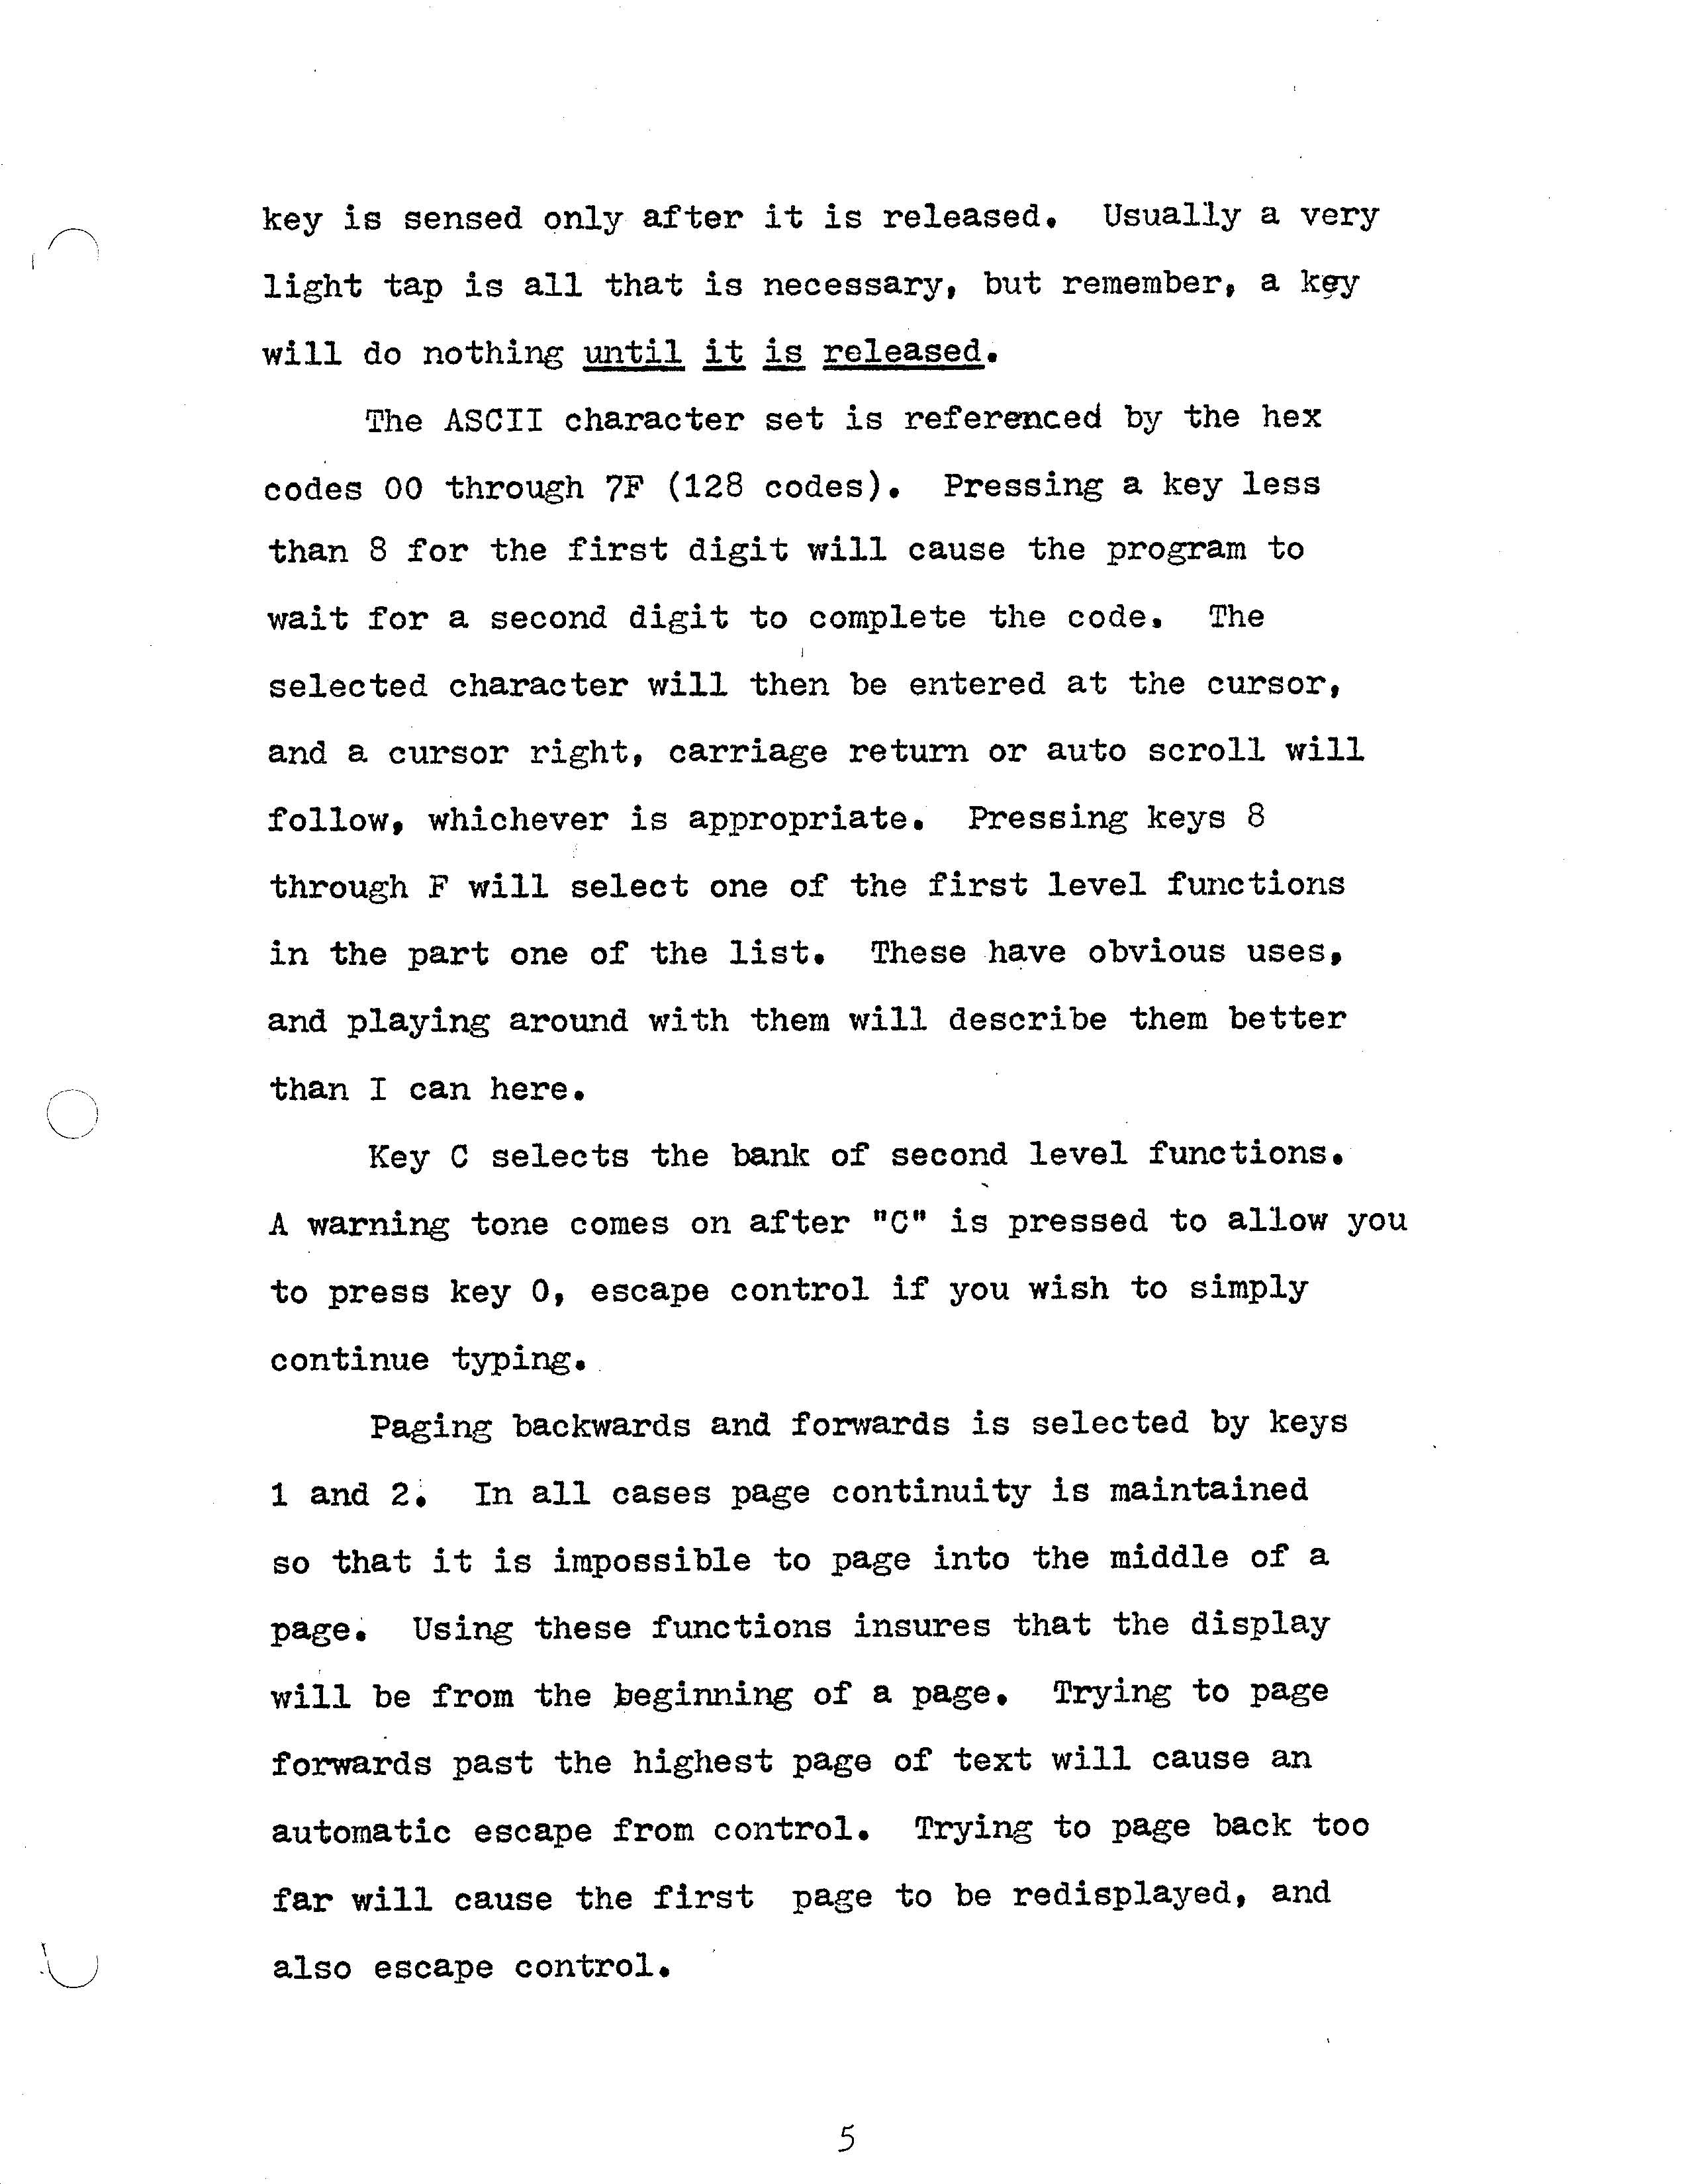 key is sensed only after it is released.  Usually a very
light tap is all that is necessary, but remember, a key
will do nothing until it is released.
The ASCII character set is referenced by the hex
codes 00 through 7F (128 codes).  Pressing a key less
than 8 for the first digit will cause the program to
wait for a second digit to complete the code.  The
selected character will then be entered at the cursor,
and a cursor right, carriage return or auto scroll will
follow, whichever is appropriate.  Pressing keys 8
through F will select one of the first level functions
in the part one of the list.  These have obvious uses,
and playing around with them will describe them better
than I can here.
Key C selects the bank of second level functions.
A warning tone comes on after "C" is pressed to allow you
to press key 0, escape control if you wish to simply
continue typing.
Paging backwards and forwards is selected by keys
1 and 2.  In all cases page continuity is maintained
so that it is impossible to page into the middle of a
page.  Using these functions insures that the display
will be from the beginning of a page.  Trying to page
forwards past the highest page of text will cause an
automatic escape from control.  Trying to page back too
far will cause the first  page to be redisplayed, and
also escape control.
5